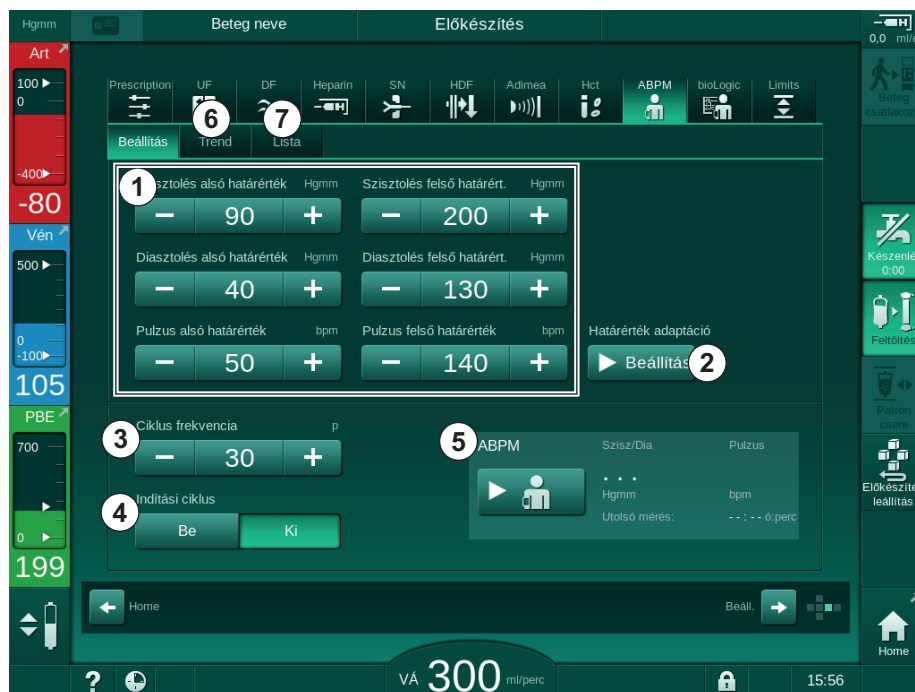 Hgmm
Beteg neve
Előkészítés
0,0 ml/
Art
100
0
-400
-80
Vén
500
0
-100
105
PBE
700
0
199
Prescription UF DF Heparin SN HDF Adimea Hct ABPM bioLogic Limits
6 7
Beállítás Trend Lista
1
alsó határérték Hgmm Szisztolés felső határért. Hgmm
− 90 + − 200 +
Diasztolés alsó határérték Hgmm Diasztolés felső határért. Hgmm
− 40 + − 130 +
Pulzus alsó határérték bpm Pulzus felső határérték bpm Határérték adaptáció
− 50 + − 140 + Beállítás 2
3 Ciklus frekvencia p
− 30 +
4 Indítási ciklus
Be Ki
5 ABPM Szisz/Dia Pulzus
. . .
Hgmm bpm
Utolsó mérés: --:-- ó:perc
Home Beáll.
Beteg
Készenlé
0:00
Feltöltés
Patron
csere
Előkészíté
leállítás
Home
? VÁ 300 ml/perc 15:56